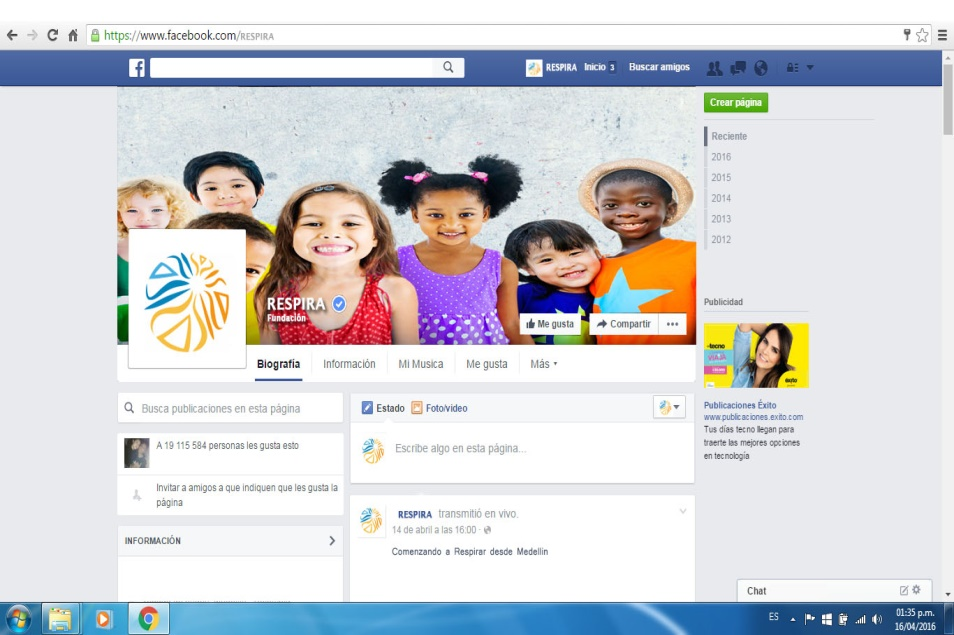 https://www.facebook.com/RESPIRA
RESPIRA Inicio 3 Buscar amigos
Crear página
Reciente
2016
2015
2014
2013
2012
RESPIRA
Fundación
Me gusta
Compartir
Biografía Información Mi Musica Me gusta Más
Publicidad
-tecno
VIAJA
éxito
Publicaciones Éxito
www.publicaciones.exito.com
Tus días tecno llegan para
traerte las mejores opciones
en tecnología
Busca publicaciones en esta página
A 19 115 584 personas les gusta esto
Invitar a amigos a que indiquen que les gusta la
página
INFORMACIÓN
Estado Foto/video
Escribe algo en esta página...
RESPIRA transmitió en vivo.
14 de abril a las 16:00 ·
Comenzando a Respirar desde Medellin
Chat
ES
01:35 p.m.
16/04/2016